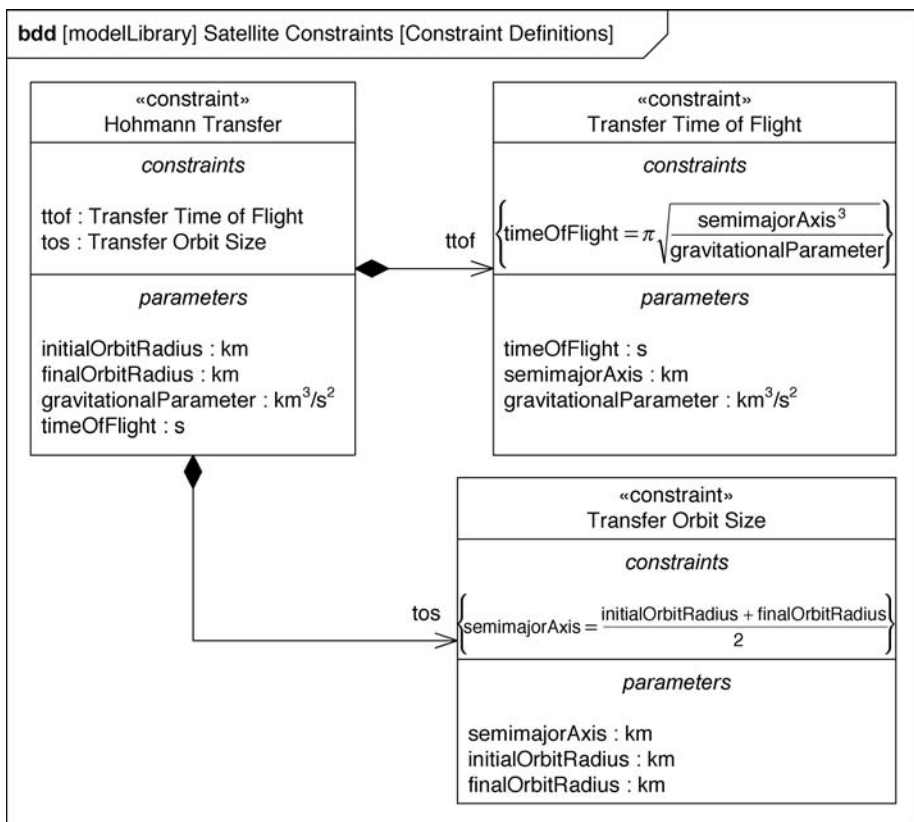 bdd [modelLibrary] Satellite Constraints [Constraint Definitions]
«constraint»
Hohmann Transfer
constraints
ttof : Transfer Time of Flight
tos : Transfer Orbit Size
parameters
initialOrbitRadius : km
finalOrbitRadius : km
gravitationalParameter : km³/s²
timeOfFlight : s
ttof
«constraint»
Transfer Time of Flight
constraints
{timeOfFlight = π√(semimajorAxis³ / gravitationalParameter)}
parameters
timeOfFlight : s
semimajorAxis : km
gravitationalParameter : km³/s²
tos
«constraint»
Transfer Orbit Size
constraints
{semimajorAxis = (initialOrbitRadius + finalOrbitRadius) / 2}
parameters
semimajorAxis : km
initialOrbitRadius : km
finalOrbitRadius : km